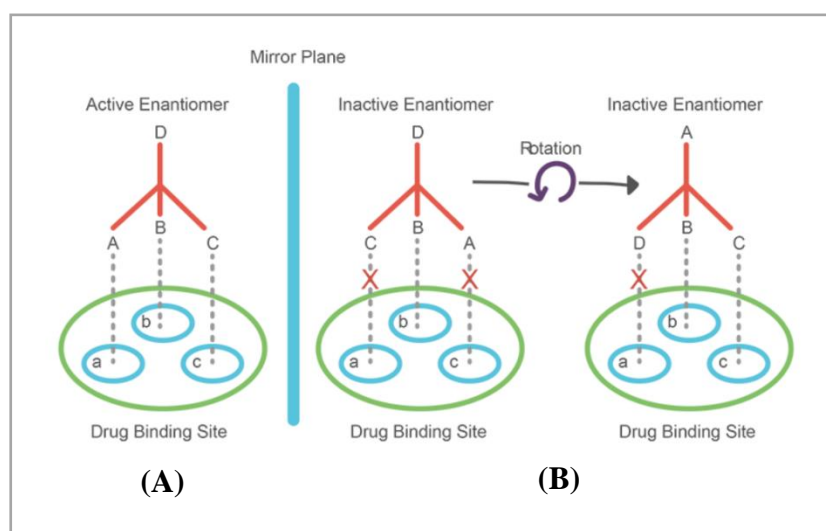 Mirror Plane
Active Enantiomer
Inactive Enantiomer
Inactive Enantiomer
D
D
A
Rotation
A
B
C
C
B
A
D
B
C
X
X
X
b
b
b
a
c
a
c
a
c
Drug Binding Site
Drug Binding Site
Drug Binding Site
(A)
(B)